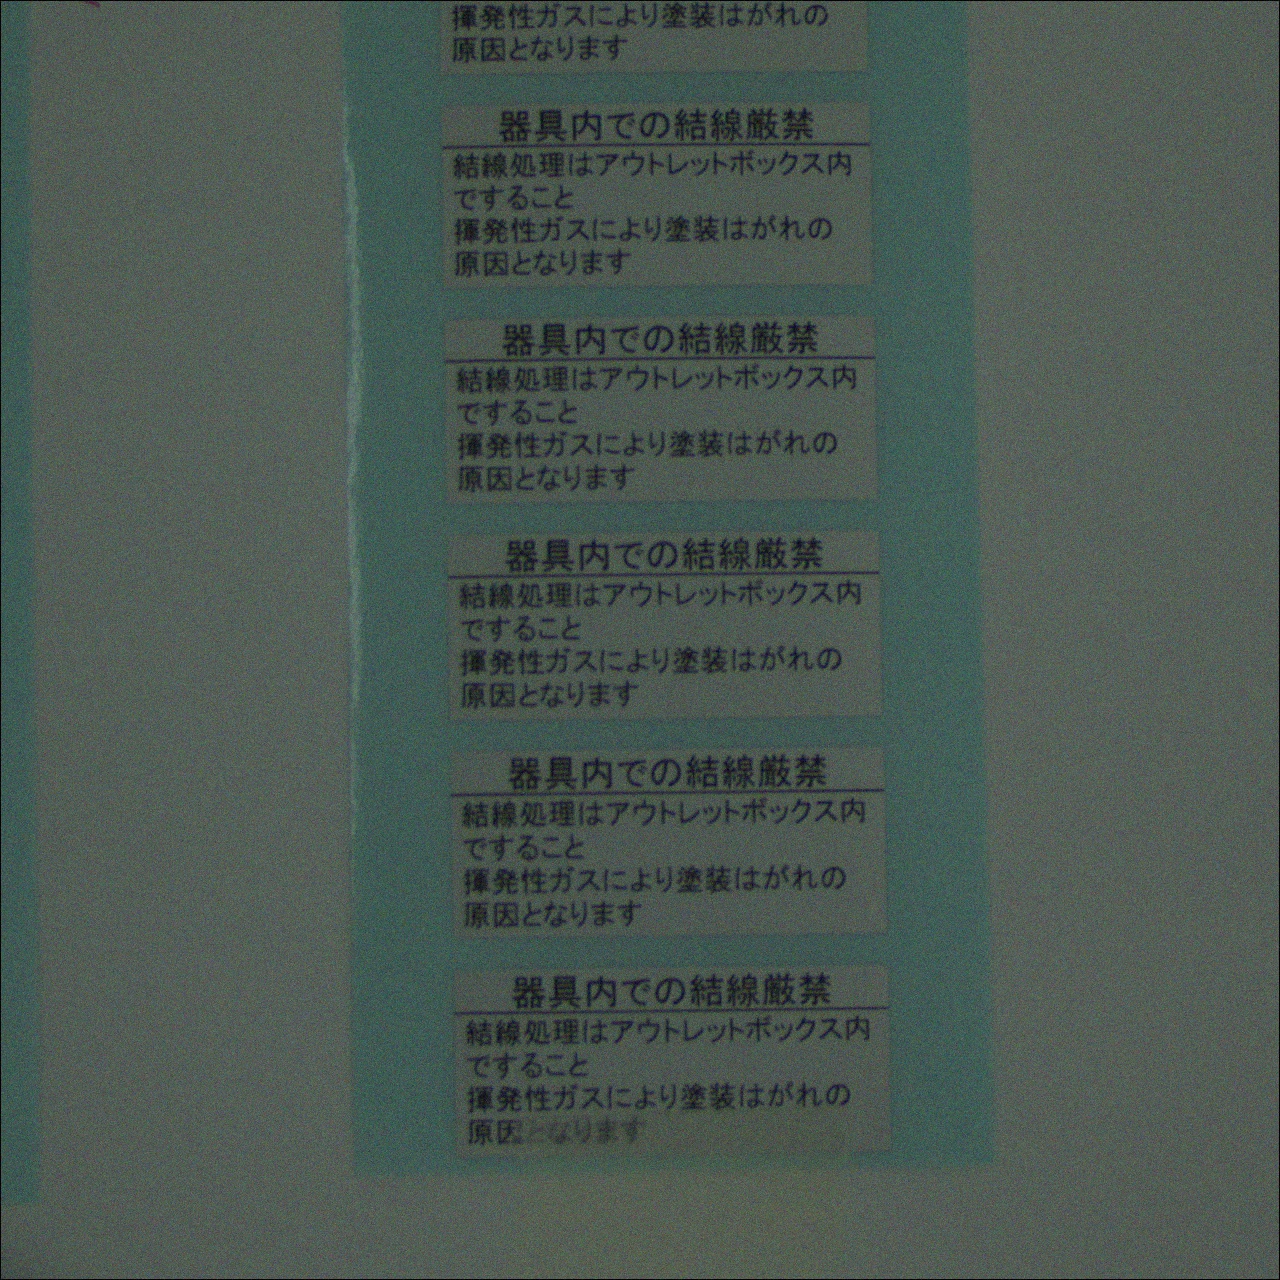 揮発性ガスにより塗装はがれの
原因となります
器具内での結線厳禁
結線処理はアウトレットボックス内
ですること
揮発性ガスにより塗装はがれの
原因となります
器具内での結線厳禁
結線処理はアウトレットボックス内
ですること
揮発性ガスにより塗装はがれの
原因となります
器具内での結線厳禁
結線処理はアウトレットボックス内
ですること
揮発性ガスにより塗装はがれの
原因となります
器具内での結線厳禁
結線処理はアウトレットボックス内
ですること
揮発性ガスにより塗装はがれの
原因となります
器具内での結線厳禁
結線処理はアウトレットボックス内
ですること
揮発性ガスにより塗装はがれの
原因となります